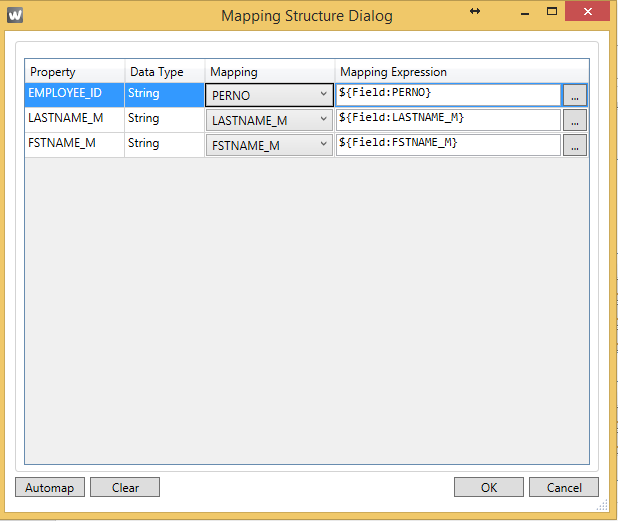 W
Mapping Structure Dialog
Property Data Type Mapping Mapping Expression
EMPLOYEE_ID String PERNO ${Field:PERNO} ...
LASTNAME_M String LASTNAME_M ${Field:LASTNAME_M} ...
FSTNAME_M String FSTNAME_M ${Field:FSTNAME_M} ...
Automap Clear OK Cancel